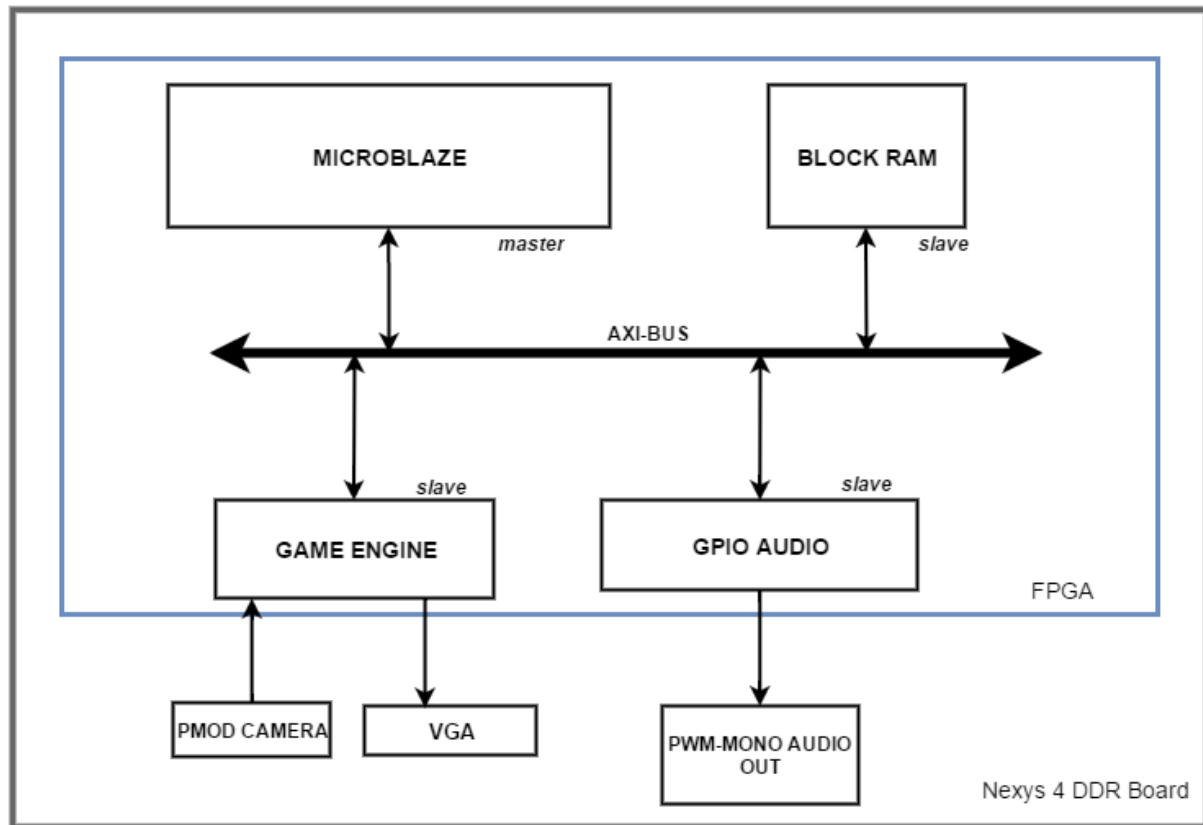 MICROBLAZE
BLOCK RAM
master
slave
AXI-BUS
slave
slave
GAME ENGINE
GPIO AUDIO
FPGA
PMOD CAMERA
VGA
PWM-MONO AUDIO
OUT
Nexys 4 DDR Board